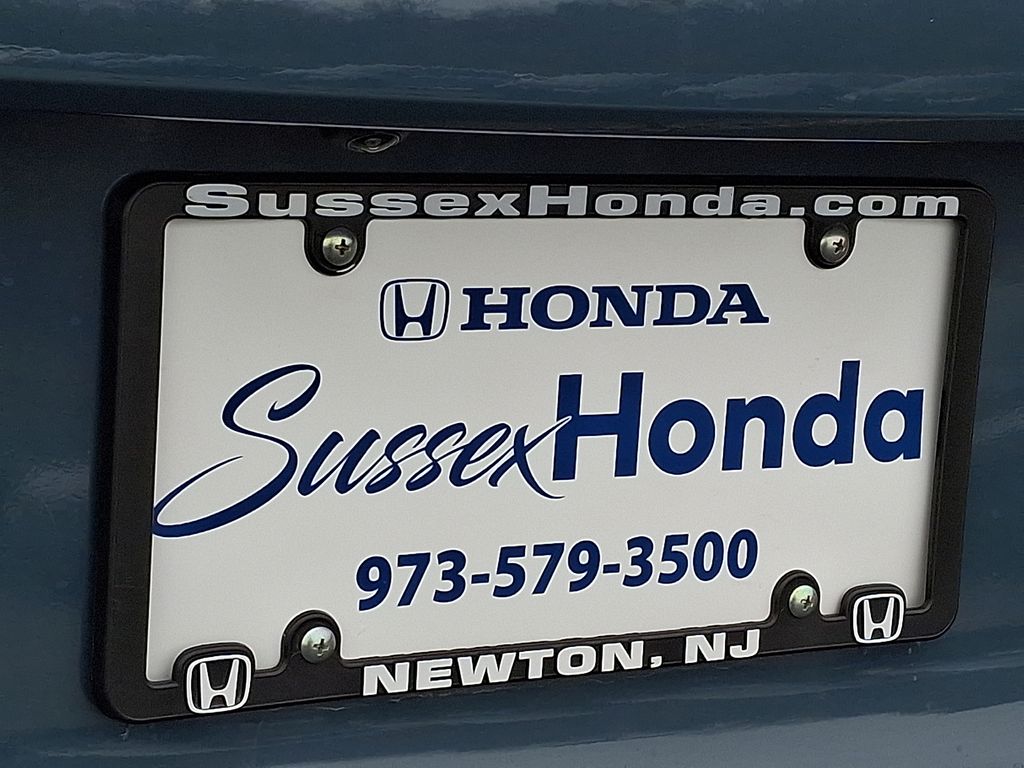 SussexHonda.com
HONDA
SussexHonda
973-579-3500
NEWTON, NJ